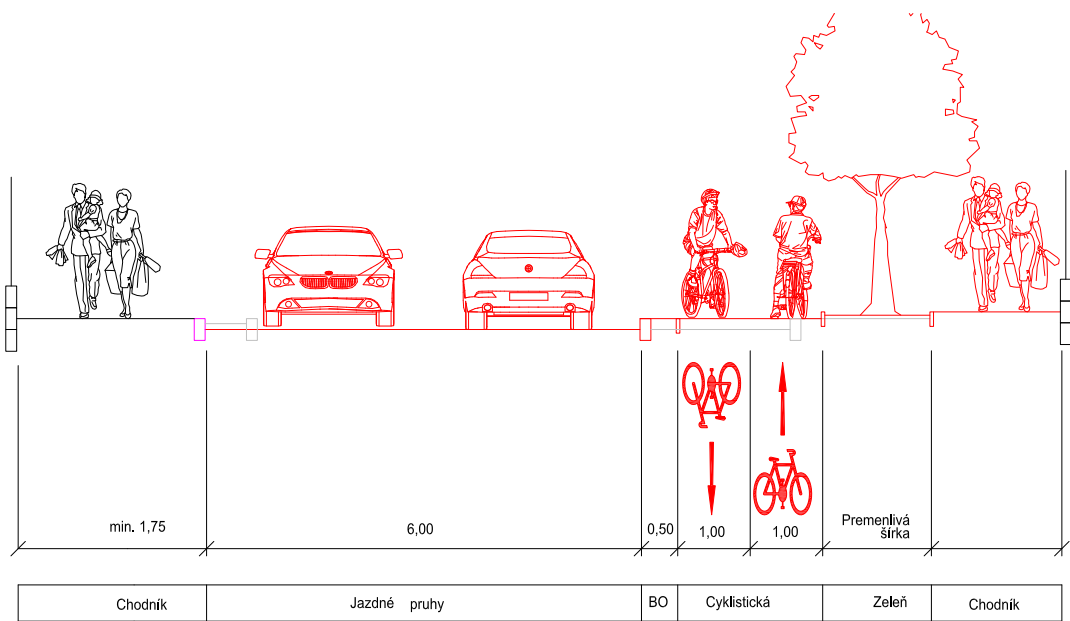 min. 1,75
6,00
0,50
1,00
1,00
Premenlivá
šírka
Chodník
Jazdné pruhy
BO
Cyklistická
Zeleň
Chodník